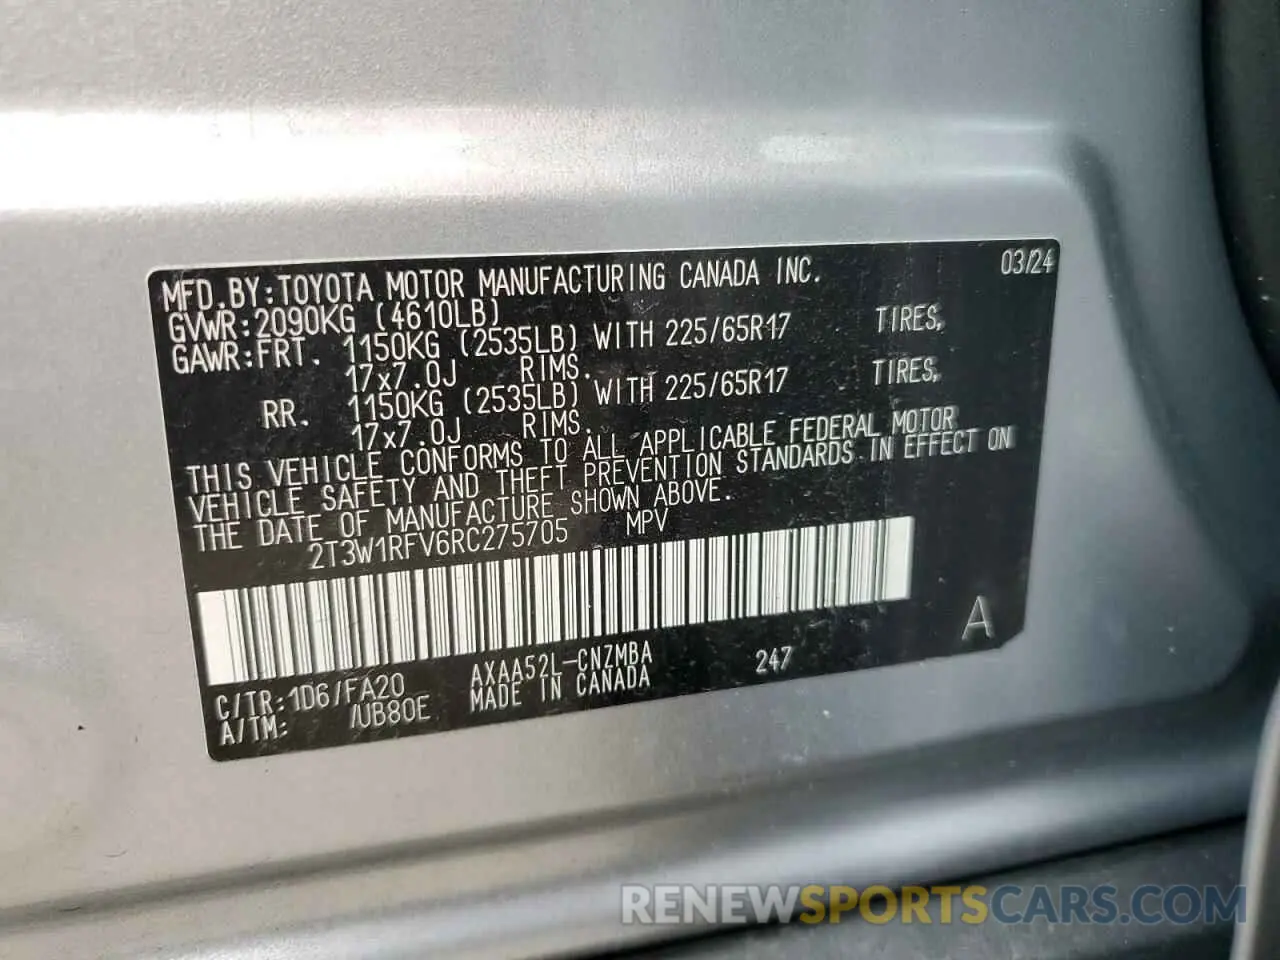 MFD.BY:TOYOTA MOTOR MANUFACTURING CANADA INC. 03/24
GVWR:2090KG (4610LB)
GAWR:FRT. 1150KG (2535LB) WITH 225/65R17 TIRES,
17x7.0J RIMS.
RR. 1150KG (2535LB) WITH 225/65R17 TIRES,
17x7.0J RIMS.
THIS VEHICLE CONFORMS TO ALL APPLICABLE FEDERAL MOTOR
VEHICLE SAFETY AND THEFT PREVENTION STANDARDS IN EFFECT ON
THE DATE OF MANUFACTURE SHOWN ABOVE.
2T3W1RFV6RC275705 MPV
A
C/TR:1D6/FA20 AXAA52L-CNZMBA 247
A/TM: /UB80E MADE IN CANADA
RENEWSPORTSCARS.COM